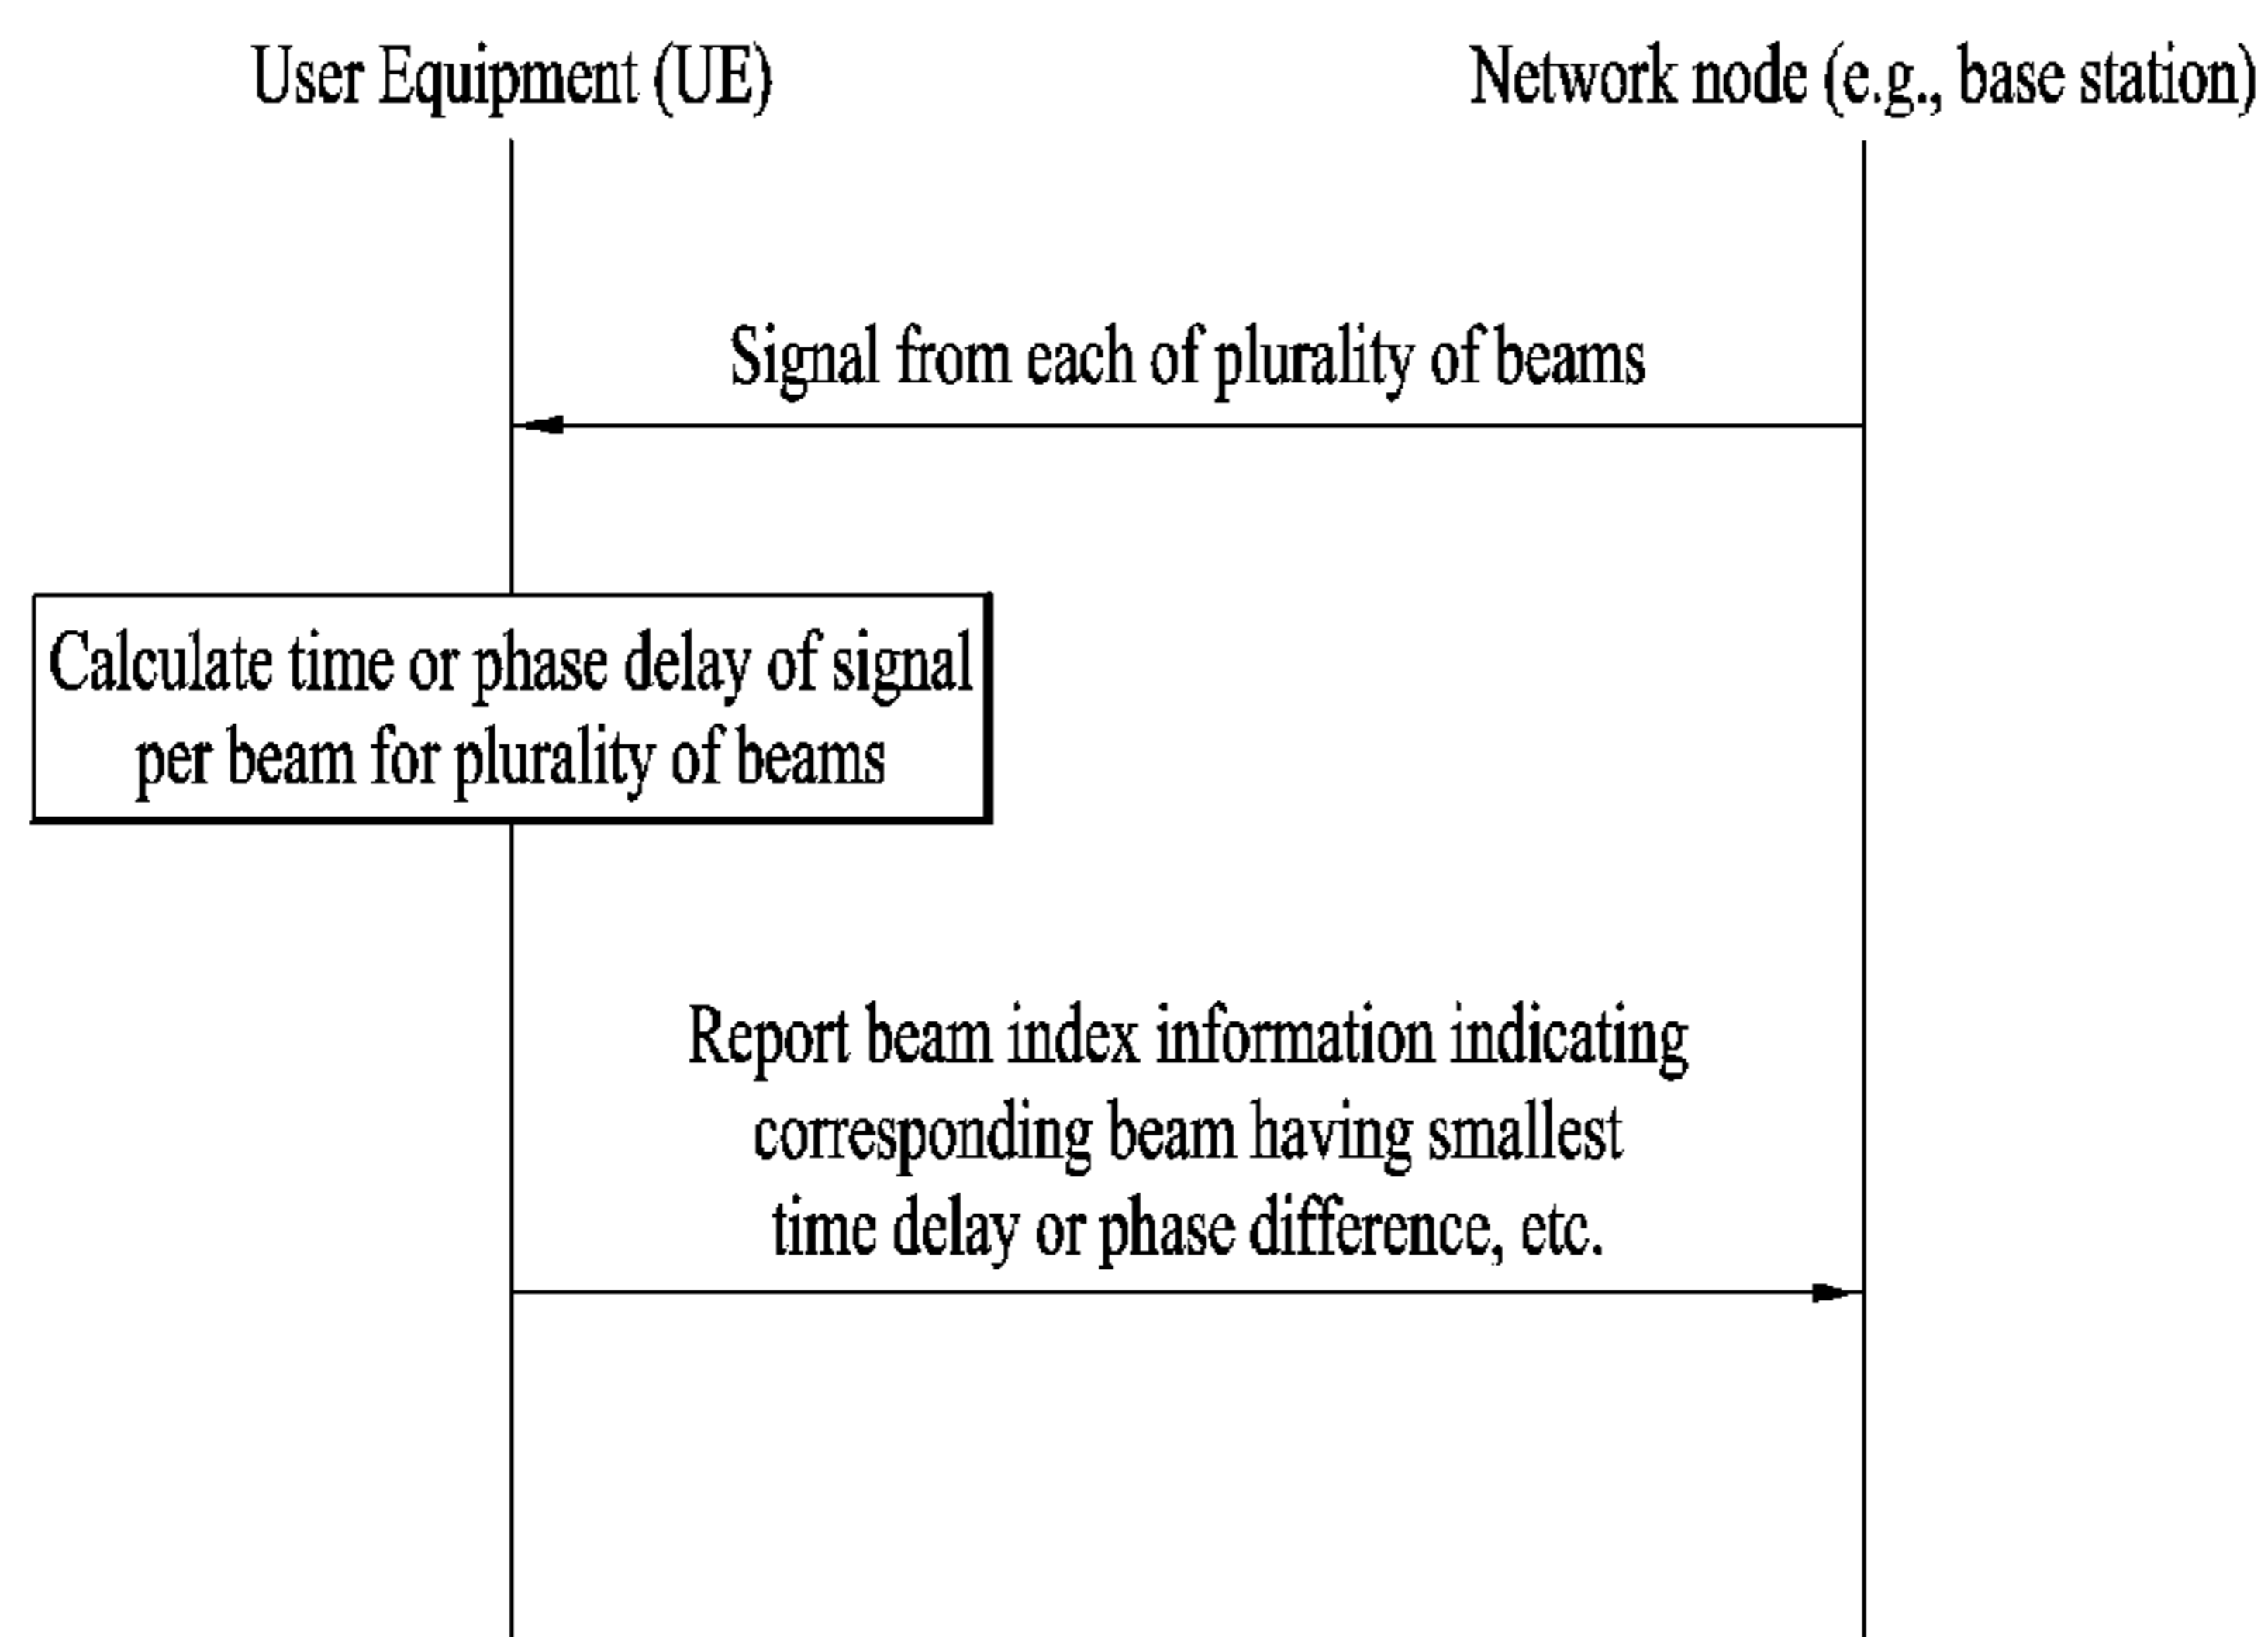 User Equipment (UE)
Network node (e.g., base station)
Signal from each of plurality of beams
Calculate time or phase delay of signal
per beam for plurality of beams
Report beam index information indicating
corresponding beam having smallest
time delay or phase difference, etc.